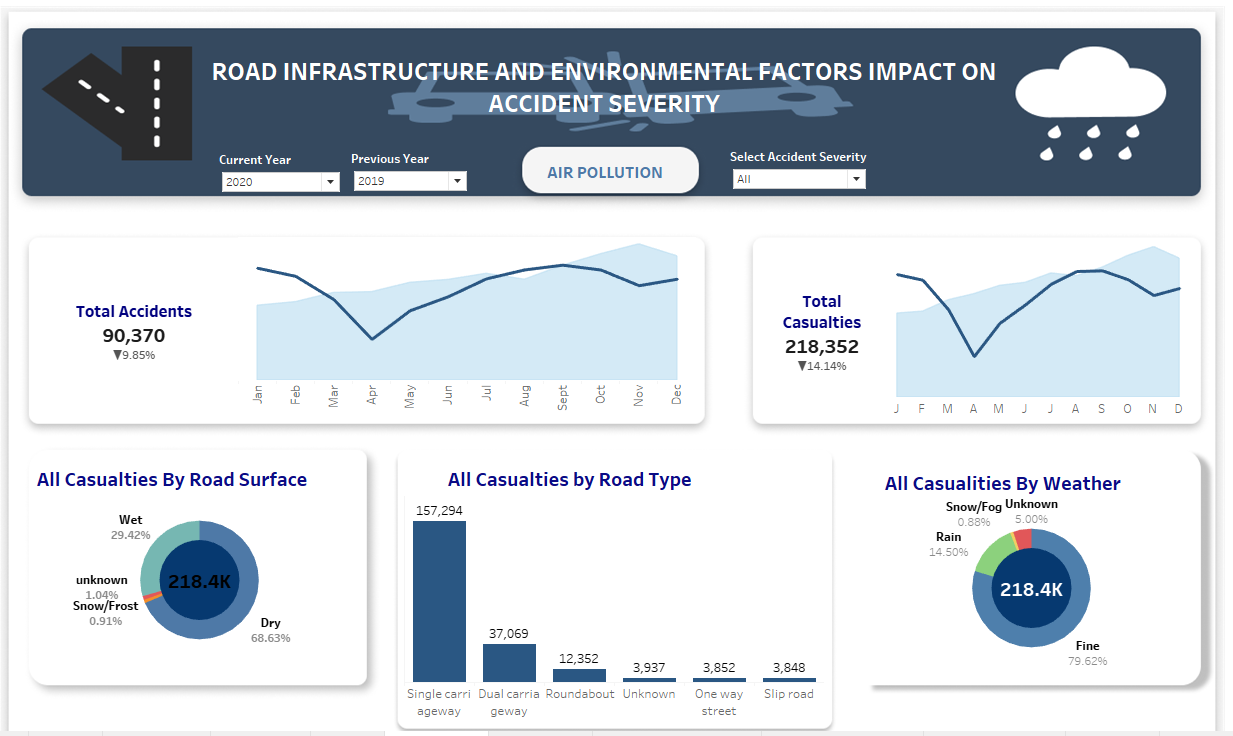 ROAD INFRASTRUCTURE AND ENVIRONMENTAL FACTORS IMPACT ON
ACCIDENT SEVERITY
Current Year
Previous Year
Select Accident Severity
2020
2019
AIR POLLUTION
All
Total Accidents
90,370
▼9.85%
Jan
Feb
Mar
Apr
May
Jun
Jul
Aug
Sept
Oct
Nov
Dec
Total
Casualties
218,352
▼14.14%
J F M A M J J A S O N D
All Casualties By Road Surface
Wet
29.42%
unknown
1.04%
Snow/Frost
0.91%
218.4K
Dry
68.63%
All Casualties by Road Type
157,294
37,069
12,352
3,937
3,852
3,848
Single carri
ageway
Dual carria
geway
Roundabout
Unknown
One way
street
Slip road
All Casualities By Weather
Snow/Fog
0.88%
Unknown
5.00%
Rain
14.50%
218.4K
Fine
79.62%